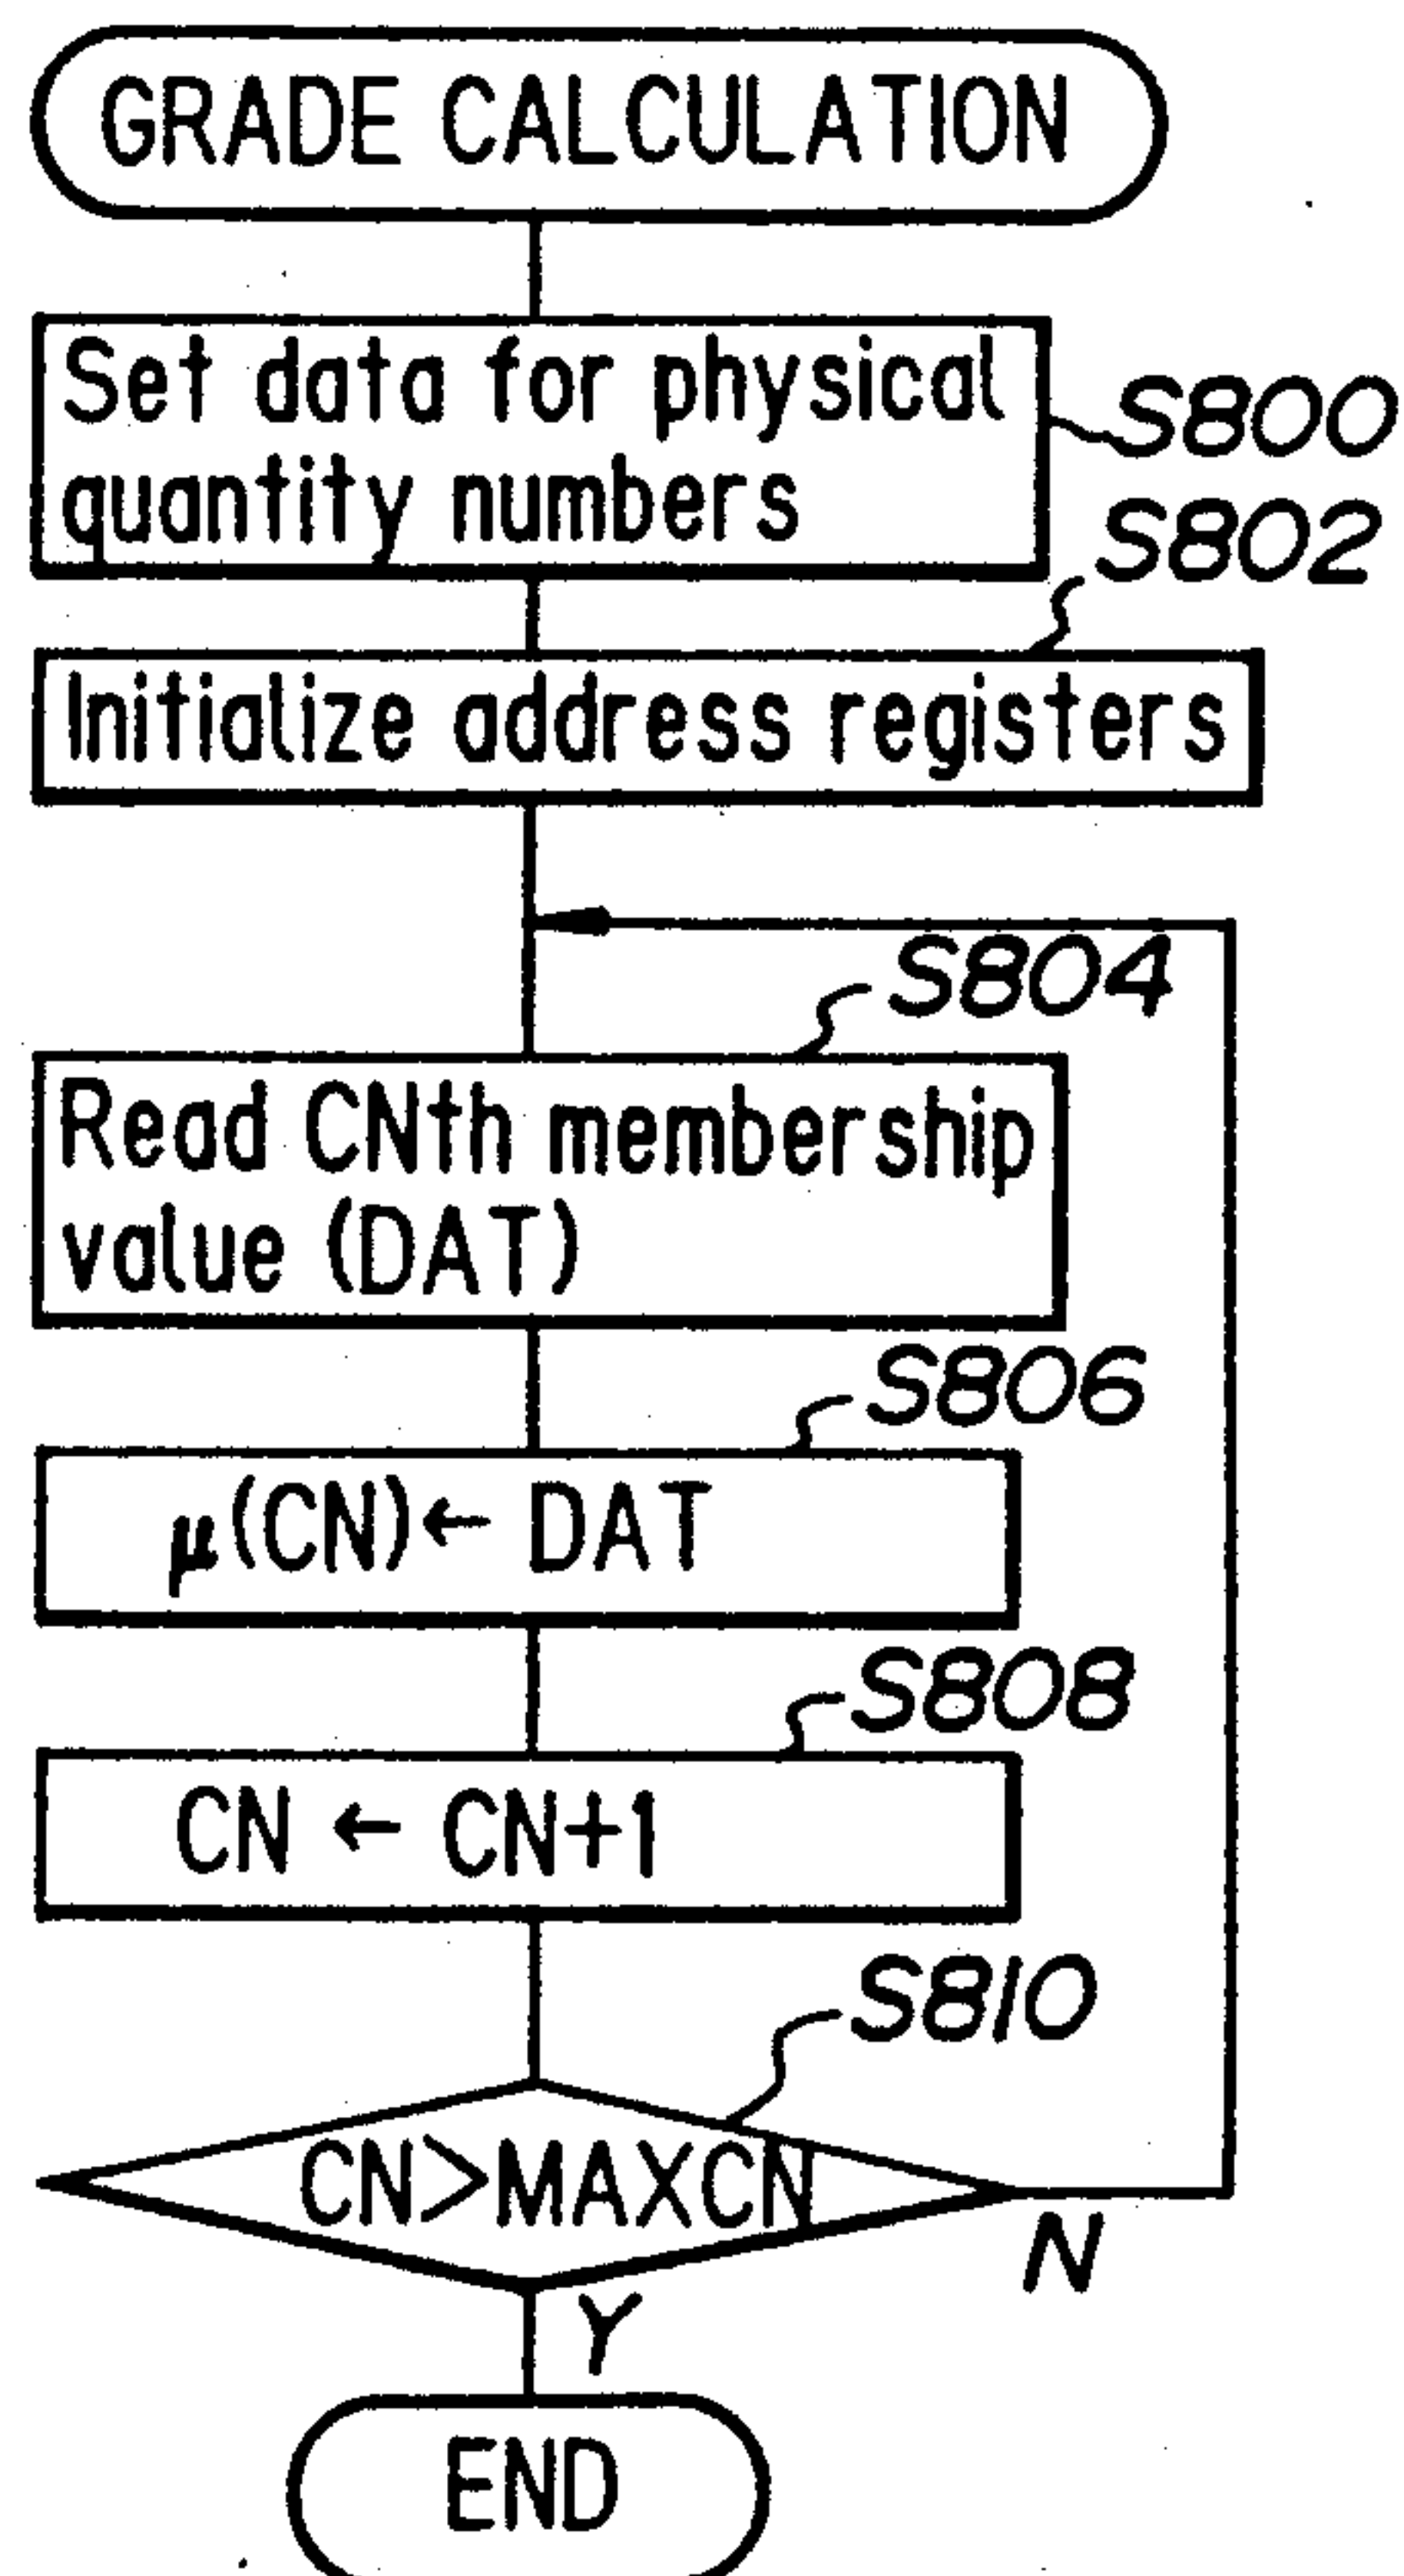 GRADE CALCULATION
Set data for physical
quantity numbers
S800
S802
Initialize address registers
S804
Read CNth membership
value (DAT)
S806
μ(CN)← DAT
S808
CN ← CN+1
S810
CN>MAXCN
N
Y
END